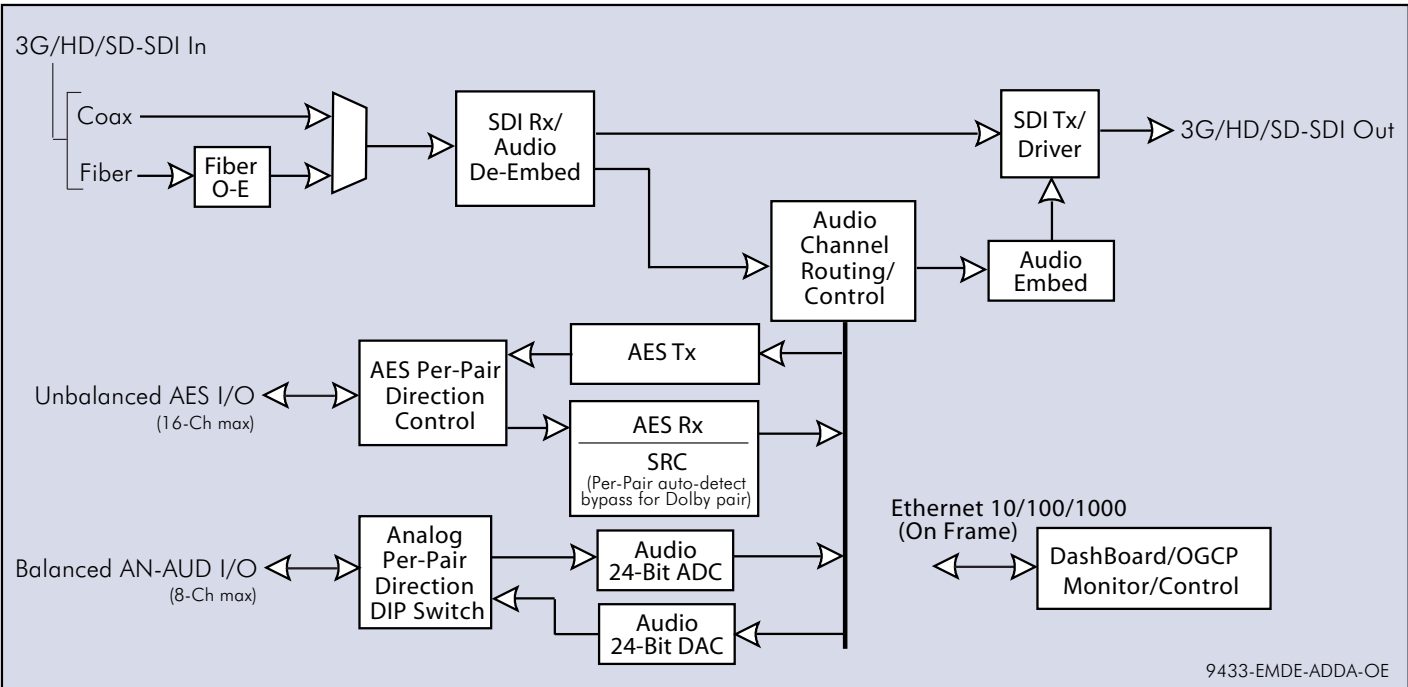 3G/HD/SD-SDI In
Coax
Fiber
Fiber
O-E
SDI Rx/
Audio
De-Embed
SDI Tx/
Driver
3G/HD/SD-SDI Out
Audio
Channel
Routing/
Control
Audio
Embed
AES Tx
AES Per-Pair
Direction
Control
Unbalanced AES I/O
(16-Ch max)
AES Rx
SRC
(Per-Pair auto-detect
bypass for Dolby pair)
Analog
Per-Pair
Direction
DIP Switch
Balanced AN-AUD I/O
(8-Ch max)
Audio
24-Bit ADC
Audio
24-Bit DAC
Ethernet 10/100/1000
(On Frame)
DashBoard/OGCP
Monitor/Control
9433-EMDE-ADDA-OE